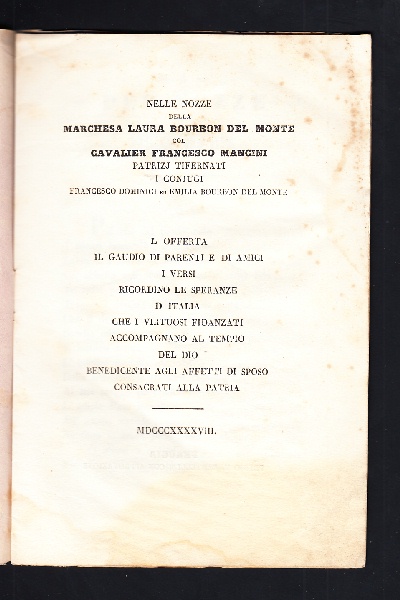 NELLE NOZZE
DELLA
MARCHESA LAURA BOURBON DEL MONTE
COL
CAVALIER FRANCESCO MANCINI
PATRIZJ TIFERNATI
I CONIUGI
FRANCESCO DOMINICI ED EMILIA BOURBON DEL MONTE
L OFFERTA
IL GAUDIO DI PARENTI E DI AMICI
I VERSI
RICORDINO LE SPERANZE
D ITALIA
CHE I VIRTUOSI FIDANZATI
ACCOMPAGNANO AL TEMPIO
DEL DIO
BENEDICENTE AGLI AFFETTI DI SPOSO
CONSACRATI ALLA PATRIA
MDCCCXXXXVIII.